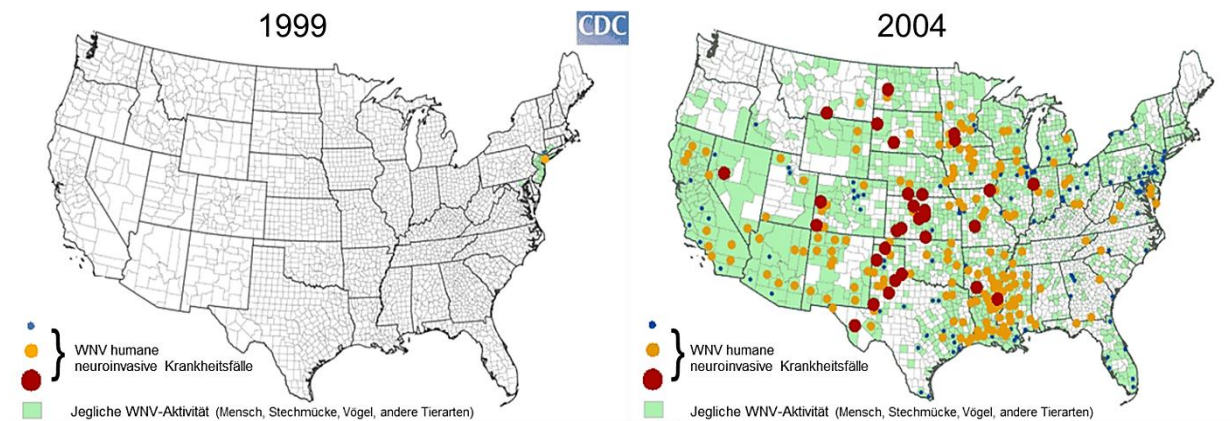 1999
CDC
2004
WNV humane
neuroinvasive Krankheitsfälle
Jegliche WNV-Aktivität (Mensch, Stechmücke, Vögel, andere Tierarten)
WNV humane
neuroinvasive Krankheitsfälle
Jegliche WNV-Aktivität (Mensch, Stechmücke, Vögel, andere Tierarten)